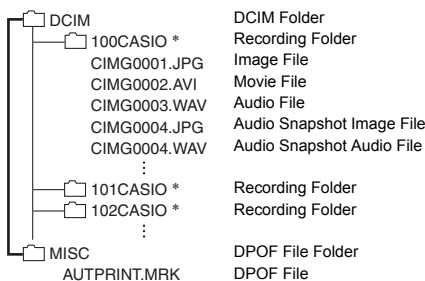 DCIM DCIM Folder
100CASIO * Recording Folder
CIMG0001.JPG Image File
CIMG0002.AVI Movie File
CIMG0003.WAV Audio File
CIMG0004.JPG Audio Snapshot Image File
CIMG0004.WAV Audio Snapshot Audio File
101CASIO * Recording Folder
102CASIO * Recording Folder
MISC DPOF File Folder
AUTPRINT.MRK DPOF File